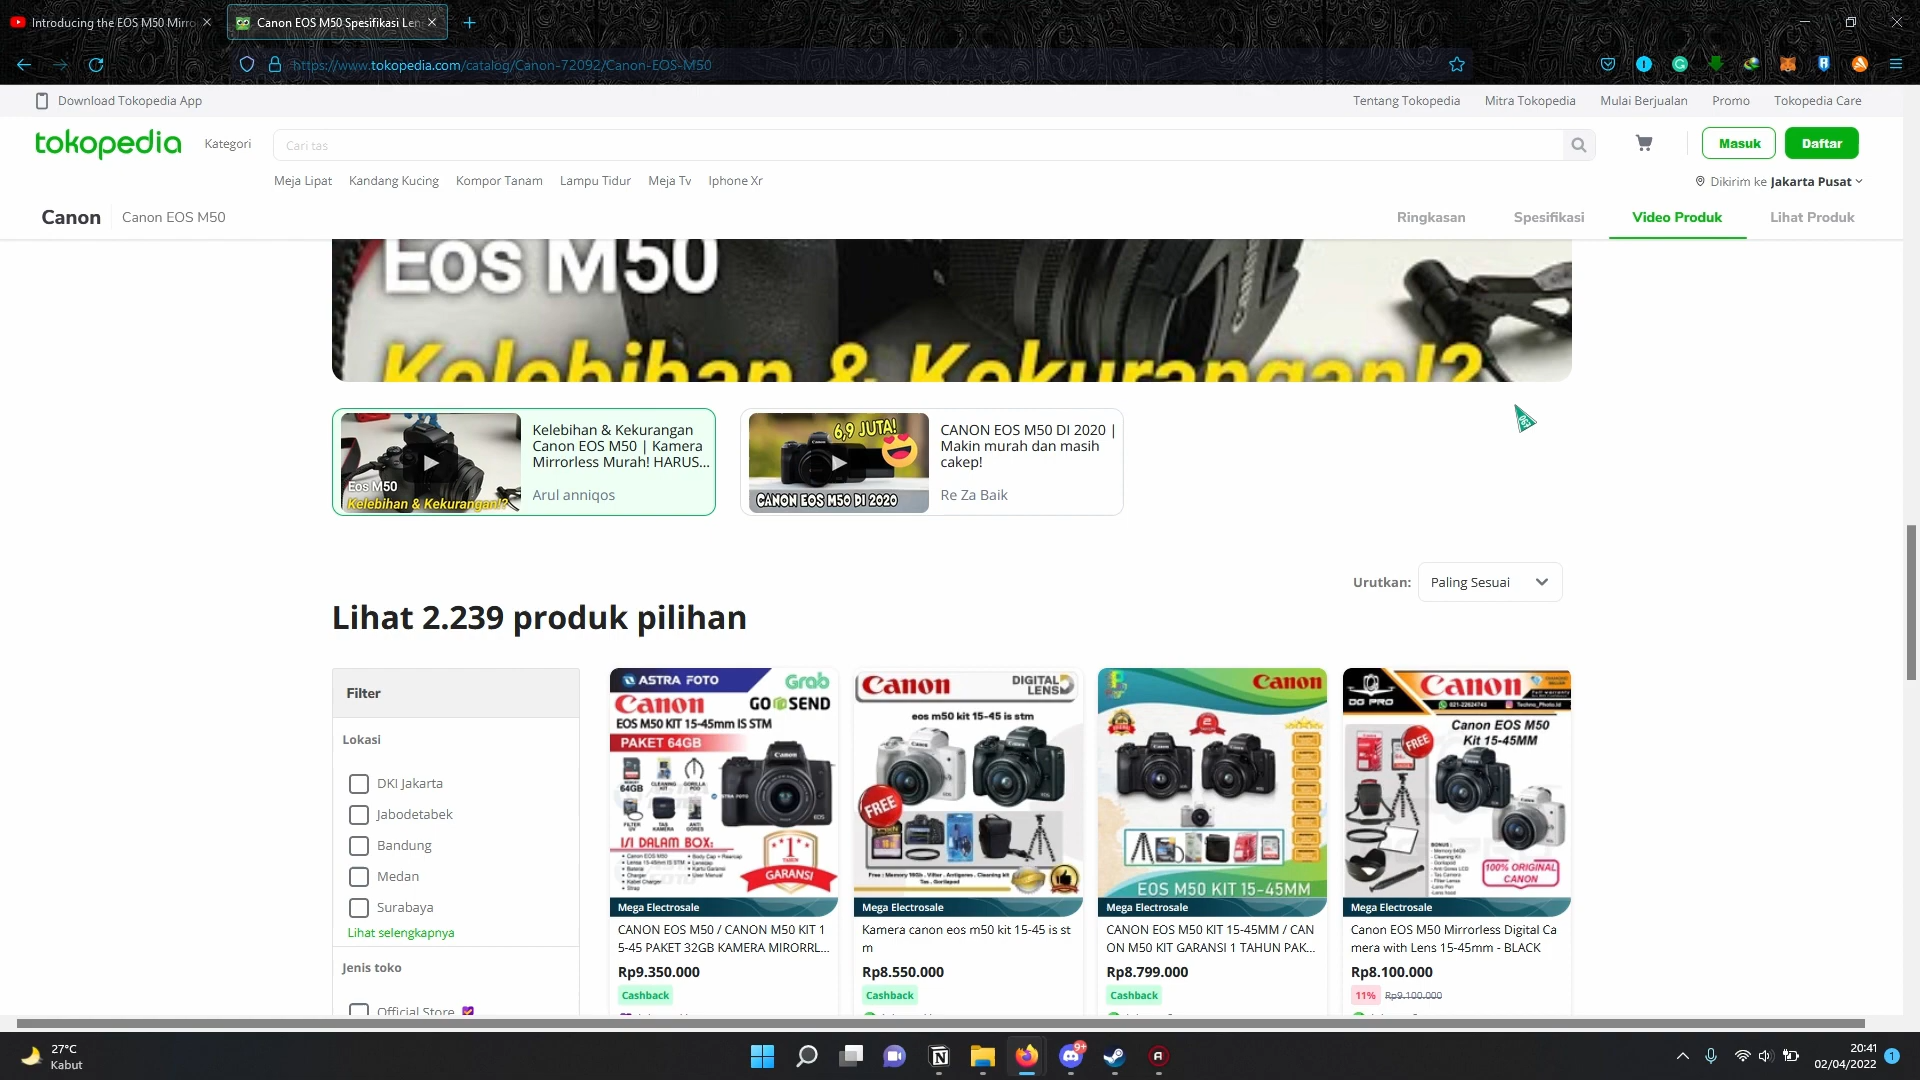 Introducing the EOS M50 Mirro
Canon EOS M50 Spesifikasi Len
https://www.tokopedia.com/catalog/Canon-72092/Canon-EOS-M50
Download Tokopedia App
Tentang Tokopedia
Mitra Tokopedia
Mulai Berjualan
Promo
Tokopedia Care
tokopedia
Kategori
Cari tas
Masuk
Daftar
Meja Lipat
Kandang Kucing
Kompor Tanam
Lampu Tidur
Meja Tv
Iphone Xr
Dikirim ke Jakarta Pusat
Canon
Canon EOS M50
Ringkasan
Spesifikasi
Video Produk
Lihat Produk
Eos M50
Kelebihan & Kekurangan!?
Eos M50
Kelebihan & Kekurangan!?
Kelebihan & Kekurangan
Canon EOS M50 | Kamera
Mirrorless Murah! HARUS...
Arul anniqos
6,9 JUTA!
CANON EOS M50 DI 2020
CANON EOS M50 DI 2020 |
Makin murah dan masih
cakep!
Re Za Baik
Urutkan:
Paling Sesuai
Lihat 2.239 produk pilihan
Filter
Lokasi
DKI Jakarta
Jabodetabek
Bandung
Medan
Surabaya
Lihat selengkapnya
Jenis toko
Official Store
ASTRA FOTO
Grab
Canon
GO SEND
EOS M50 KIT 15-45mm IS STM
PAKET 64GB
64GB
ISI DALAM BOX:
1
GARANSI
Mega Electrosale
CANON EOS M50 / CANON M50 KIT 1
5-45 PAKET 32GB KAMERA MIRORRL...
Rp9.350.000
Cashback
Canon
DIGITAL
LENS
eos m50 kit 15-45 is stm
FREE
Mega Electrosale
Kamera canon eos m50 kit 15-45 is st
m
Rp8.550.000
Cashback
Canon
EOS M50 KIT 15-45MM
Mega Electrosale
CANON EOS M50 KIT 15-45MM / CAN
ON M50 KIT GARANSI 1 TAHUN PAK...
Rp8.799.000
Cashback
DG PRO
Canon
021-22624743
Techno_Photo.id
Canon EOS M50
Kit 15-45MM
FREE
BONUS :
100% ORIGINAL
CANON
Mega Electrosale
Canon EOS M50 Mirrorless Digital Ca
mera with Lens 15-45mm - BLACK
Rp8.100.000
11%
Rp9.100.000
27°C
Kabut
9+
20:41
02/04/2022
1